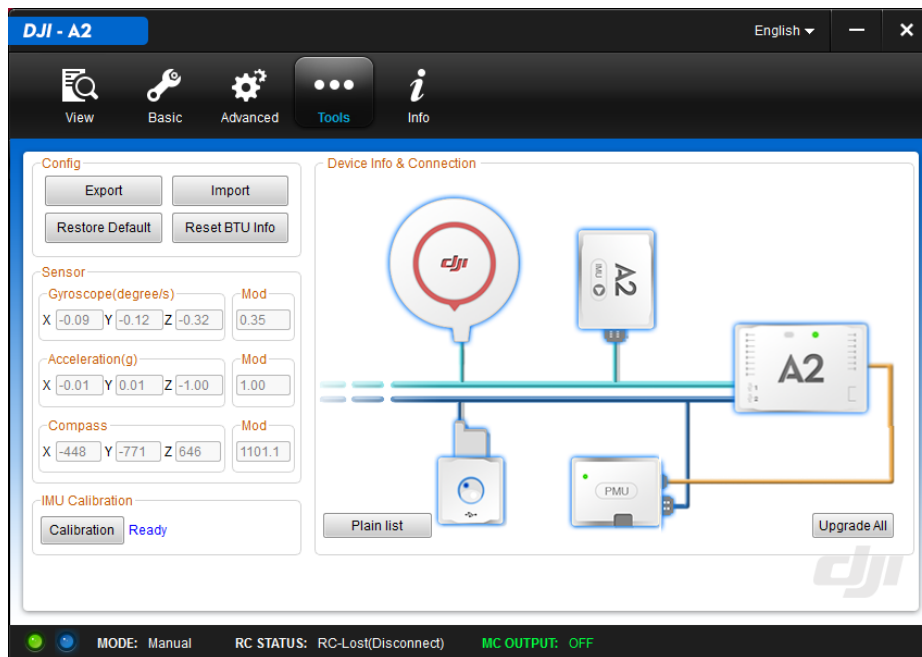 DJI - A2
English
View
Basic
Advanced
Tools
Info
Config
Export
Import
Restore Default
Reset BTU Info
Sensor
Gyroscope(degree/s)
Mod
X -0.09 Y -0.12 Z -0.32
0.35
Acceleration(g)
Mod
X -0.01 Y 0.01 Z -1.00
1.00
Compass
Mod
X -448 Y -771 Z 646
1101.1
IMU Calibration
Calibration Ready
Device Info & Connection
dji
IMU
A2
A2
PMU
Plain list
Upgrade All
dji
MODE: Manual RC STATUS: RC-Lost(Disconnect) MC OUTPUT: OFF